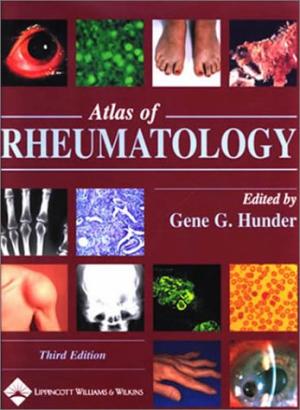 Atlas of
RHEUMATOLOGY
Edited by
Gene G. Hunder
Third Edition
LIPPINCOTT WILLIAMS & WILKINS